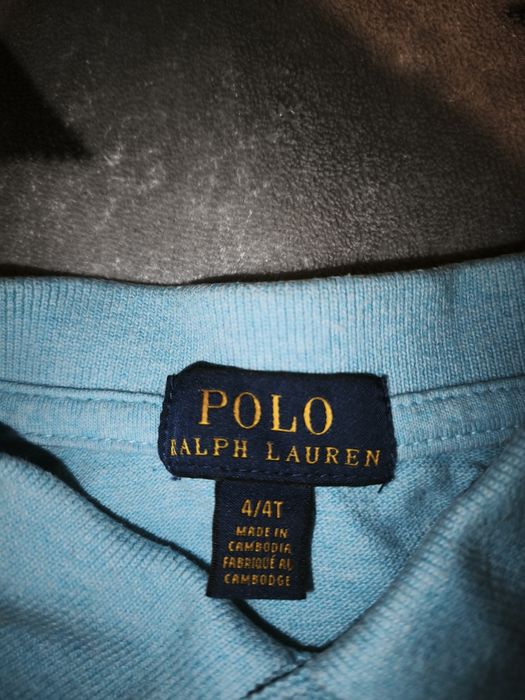 POLO
RALPH LAUREN
4/4T
MADE IN
CAMBODIA
FABRIQUÉ AU
CAMBODGE